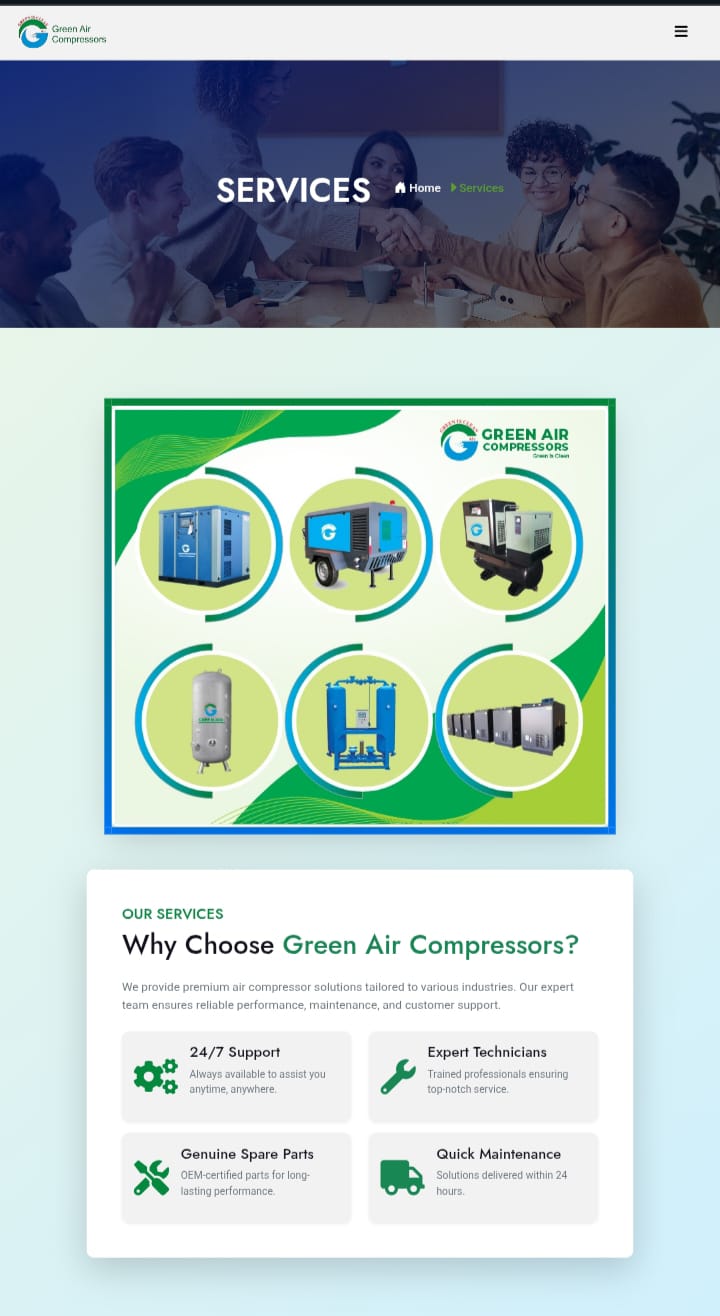 Green Air
Compressors
SERVICES
Home
Services
GREEN IS CLEAN
GREEN AIR
COMPRESSORS
Green is Clean
OUR SERVICES
Why Choose Green Air Compressors?
We provide premium air compressor solutions tailored to various industries. Our expert
team ensures reliable performance, maintenance, and customer support.
24/7 Support
Always available to assist you
anytime, anywhere.
Expert Technicians
Trained professionals ensuring
top-notch service.
Genuine Spare Parts
OEM-certified parts for long-
lasting performance.
Quick Maintenance
Solutions delivered within 24
hours.